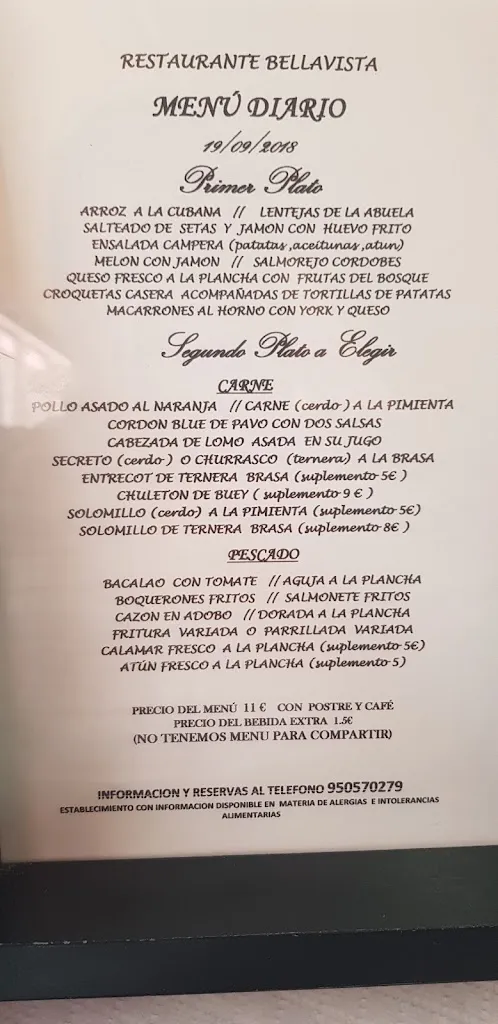 RESTAURANTE BELLAVISTA
MENÚ DIARIO
19/09/2018
Primer Plato
ARROZ A LA CUBANA // LENTEJAS DE LA ABUELA
SALTEADO DE SETAS Y JAMON CON HUEVO FRITO
ENSALADA CAMPERA (patatas ,aceitunas ,atun)
MELON CON JAMON // SALMOREJO CORDOBES
QUESO FRESCO A LA PLANCHA CON FRUTAS DEL BOSQUE
CROQUETAS CASERA ACOMPAÑADAS DE TORTILLAS DE PATATAS
MACARRONES AL HORNO CON YORK Y QUESO
Segundo Plato a Elegir
CARNE
POLLO ASADO AL NARANJA // CARNE (cerdo ) A LA PIMIENTA
CORDON BLUE DE PAVO CON DOS SALSAS
CABEZADA DE LOMO ASADA EN SU JUGO
SECRETO (cerdo ) O CHURRASCO (ternera) A LA BRASA
ENTRECOT DE TERNERA BRASA (suplemento 5€ )
CHULETON DE BUEY ( suplemento 9 € )
SOLOMILLO (cerdo) A LA PIMIENTA (suplemento 5€)
SOLOMILLO DE TERNERA BRASA (suplemento 8€ )
PESCADO
BACALAO CON TOMATE // AGUJA A LA PLANCHA
BOQUERONES FRITOS // SALMONETE FRITOS
CAZON EN ADOBO // DORADA A LA PLANCHA
FRITURA VARIADA O PARRILLADA VARIADA
CALAMAR FRESCO A LA PLANCHA (suplemento 5€)
ATÚN FRESCO A LA PLANCHA (suplemento 5)
PRECIO DEL MENÚ 11 € CON POSTRE Y CAFÉ
PRECIO DEL BEBIDA EXTRA 1.5€
(NO TENEMOS MENU PARA COMPARTIR)
INFORMACION Y RESERVAS AL TELEFONO 950570279
ESTABLECIMIENTO CON INFORMACION DISPONIBLE EN MATERIA DE ALERGIAS E INTOLERANCIAS
ALIMENTARIAS